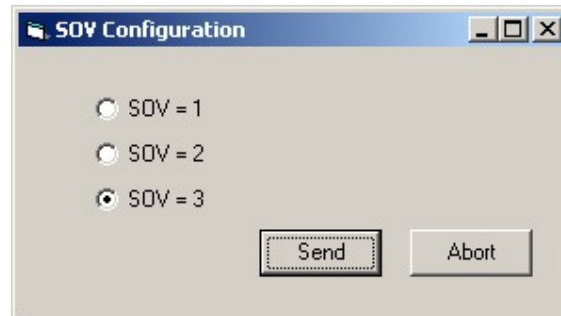 SOV Configuration
SOV = 1
SOV = 2
SOV = 3
Send Abort